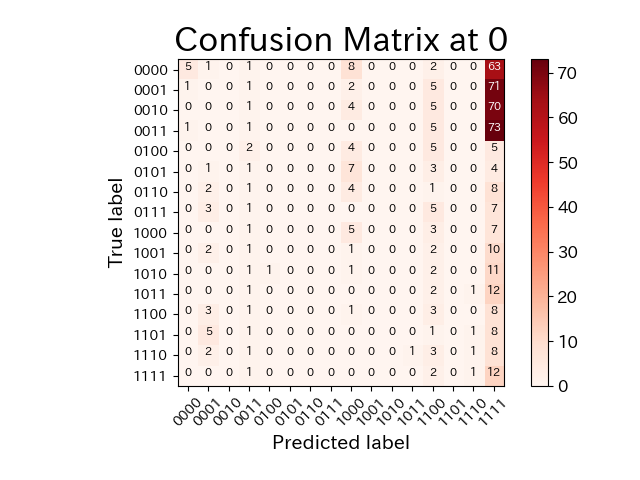 Confusion Matrix at 0
0000 5 1 0 1 0 0 0 0 8 0 0 0 2 0 0 63
0001 1 0 0 1 0 0 0 0 2 0 0 0 5 0 0 71
0010 0 0 0 1 0 0 0 0 4 0 0 0 5 0 0 70
0011 1 0 0 1 0 0 0 0 0 0 0 0 5 0 0 73
0100 0 0 0 2 0 0 0 0 4 0 0 0 5 0 0 5
0101 0 1 0 1 0 0 0 0 7 0 0 0 3 0 0 4
0110 0 2 0 1 0 0 0 0 4 0 0 0 1 0 0 8
0111 0 3 0 1 0 0 0 0 0 0 0 0 5 0 0 7
1000 0 0 0 1 0 0 0 0 5 0 0 0 3 0 0 7
1001 0 2 0 1 0 0 0 0 1 0 0 0 2 0 0 10
1010 0 0 0 1 1 0 0 0 1 0 0 0 2 0 0 11
1011 0 0 0 1 0 0 0 0 0 0 0 0 2 0 1 12
1100 0 3 0 1 0 0 0 0 1 0 0 0 3 0 0 8
1101 0 5 0 1 0 0 0 0 0 0 0 0 1 0 1 8
1110 0 2 0 1 0 0 0 0 0 0 0 1 3 0 1 8
1111 0 0 0 1 0 0 0 0 0 0 0 0 2 0 1 12
0000 0001 0010 0011 0100 0101 0110 0111 1000 1001 1010 1011 1100 1101 1110 1111
True label
Predicted label
70
60
50
40
30
20
10
0